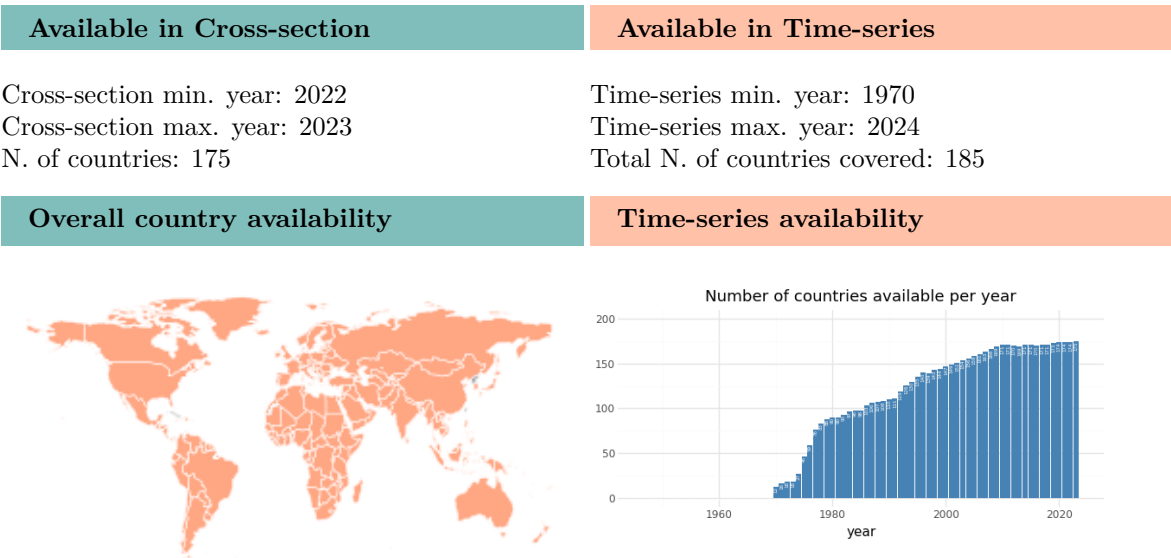 Available in Cross-section
Available in Time-series
Cross-section min. year: 2022
Cross-section max. year: 2023
N. of countries: 175
Time-series min. year: 1970
Time-series max. year: 2024
Total N. of countries covered: 185
Overall country availability
Time-series availability
Number of countries available per year
200
150
100
50
0
1960
1980
2000
2020
year